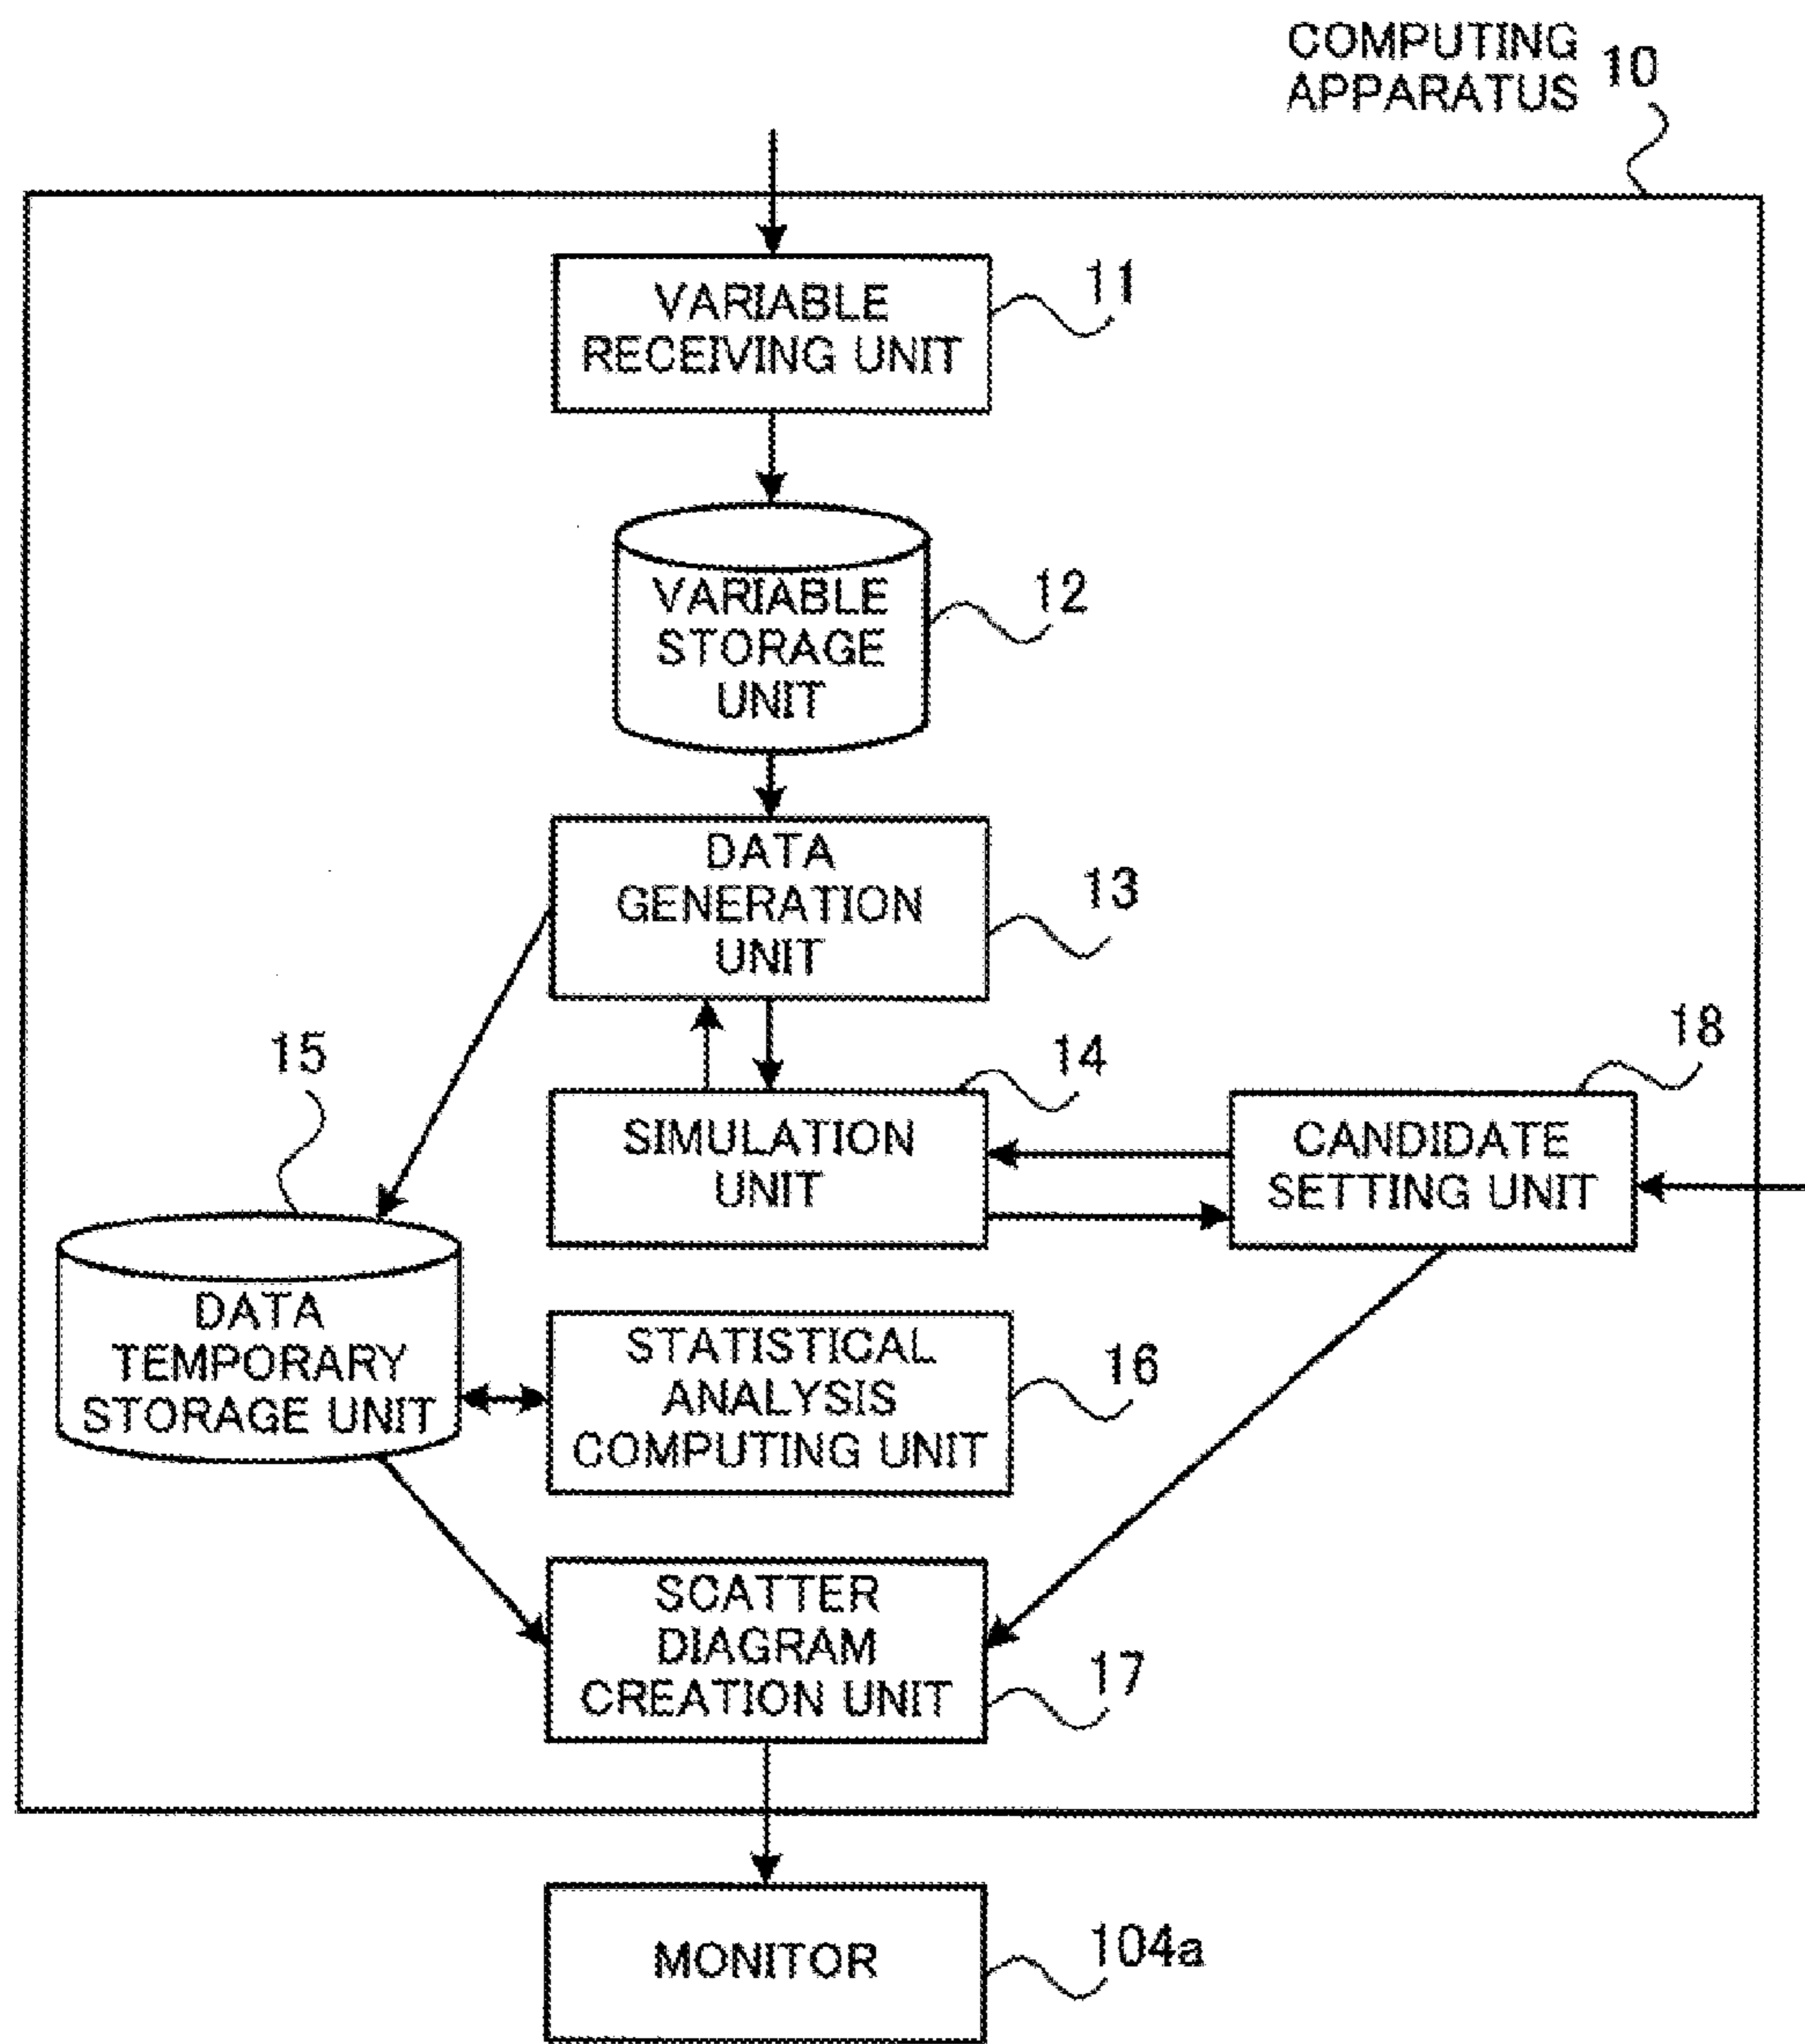 COMPUTING
APPARATUS 10
VARIABLE
RECEIVING UNIT
11
VARIABLE
STORAGE
UNIT
12
DATA
GENERATION
UNIT
13
15
14
18
SIMULATION
UNIT
CANDIDATE
SETTING UNIT
DATA
TEMPORARY
STORAGE UNIT
STATISTICAL
ANALYSIS
COMPUTING UNIT
16
SCATTER
DIAGRAM
CREATION UNIT
17
MONITOR
104a